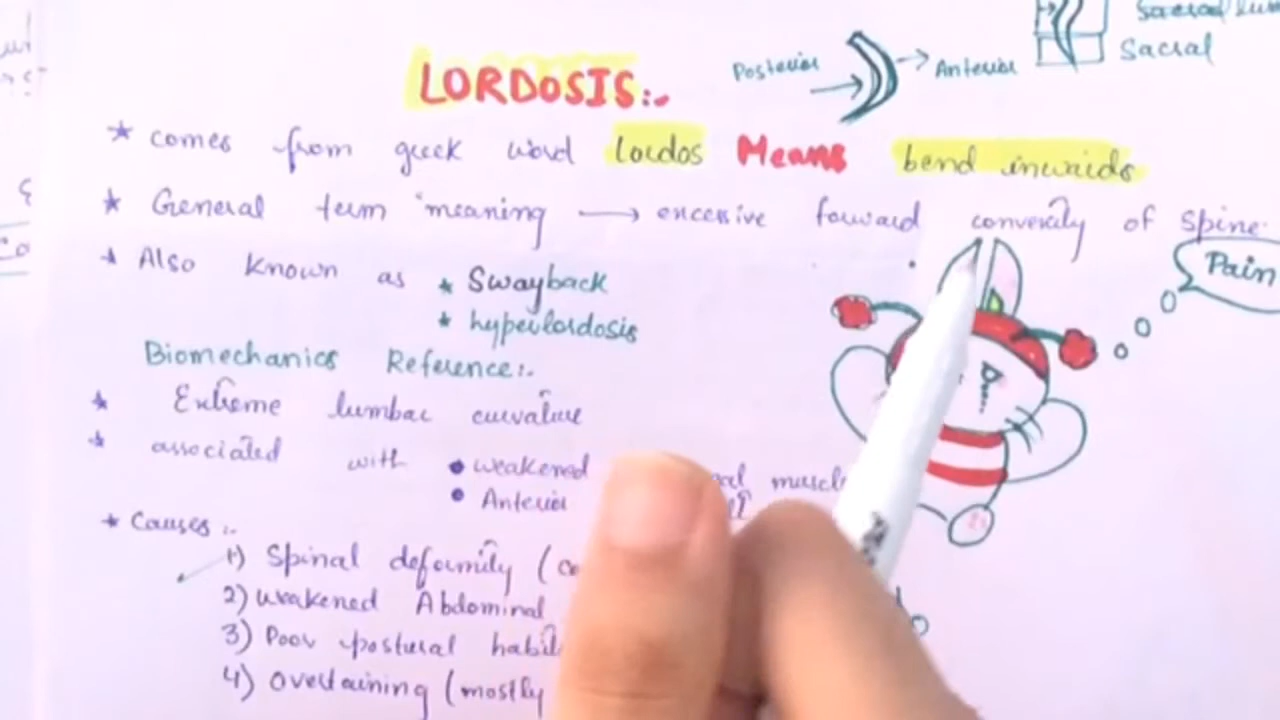 Sacral
LORDOSIS:-
Posterior
Anterior
* comes from greek word lordos Means bend inwards
* General term meaning → excessive forward convexity of spine.
* Also known as * Swayback
* hyperlordosis
Pain
Biomechanics Reference:-
* Extreme lumbar curvature
* associated with • weakened muscle
• Anterior
* Causes :-
1) Spinal deformity (
2) weakened Abdominal
3) Poor postural
4) Overtraining (mostly